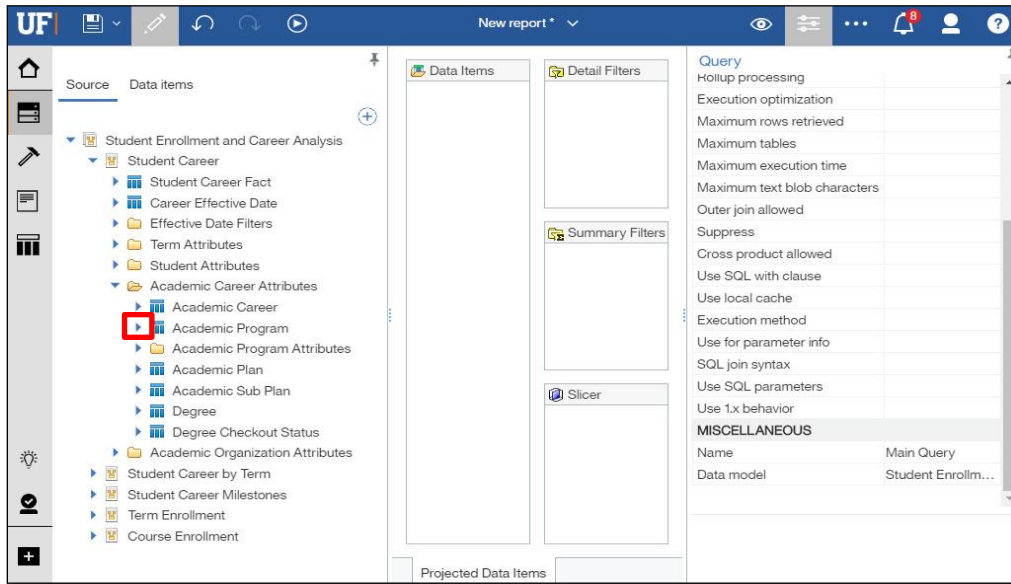 UF
New report*
8
?
Source
Data items
Student Enrollment and Career Analysis
Student Career
Student Career Fact
Career Effective Date
Effective Date Filters
Term Attributes
Student Attributes
Academic Career Attributes
Academic Career
Academic Program
Academic Program Attributes
Academic Plan
Academic Sub Plan
Degree
Degree Checkout Status
Academic Organization Attributes
Student Career by Term
Student Career Milestones
Term Enrollment
Course Enrollment
Data Items
Detail Filters
Summary Filters
Slicer
Projected Data Items
Query
Rollup processing
Execution optimization
Maximum rows retrieved
Maximum tables
Maximum execution time
Maximum text blob characters
Outer join allowed
Suppress
Cross product allowed
Use SQL with clause
Use local cache
Execution method
Use for parameter info
SQL join syntax
Use SQL parameters
Use 1.x behavior
MISCELLANEOUS
Name Main Query
Data model Student Enrollm...